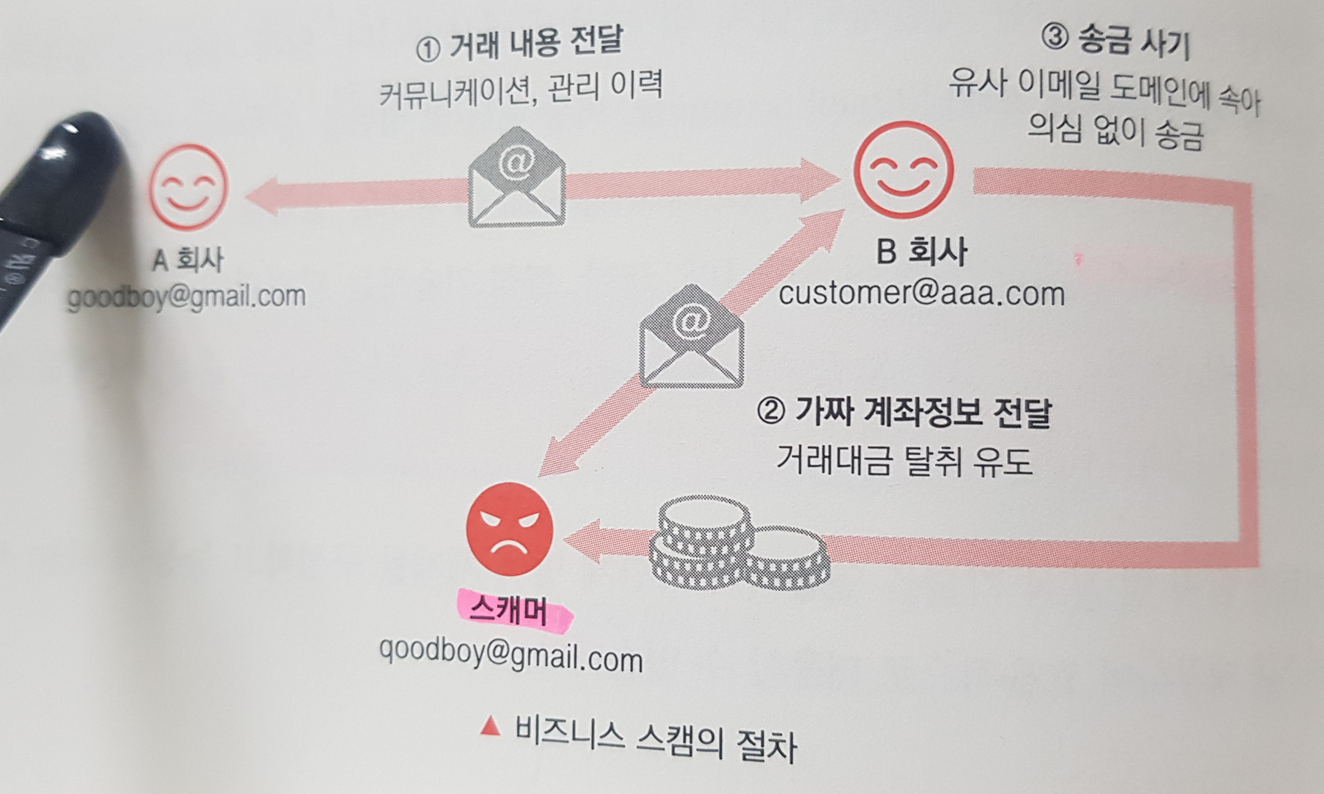 ① 거래 내용 전달
커뮤니케이션, 관리 이력
③ 송금 사기
유사 이메일 도메인에 속아
의심 없이 송금
@
A 회사
goodboy@gmail.com
B 회사
customer@aaa.com
@
② 가짜 계좌정보 전달
거래대금 탈취 유도
스캐머
qoodboy@gmail.com
▲ 비즈니스 스캠의 절차